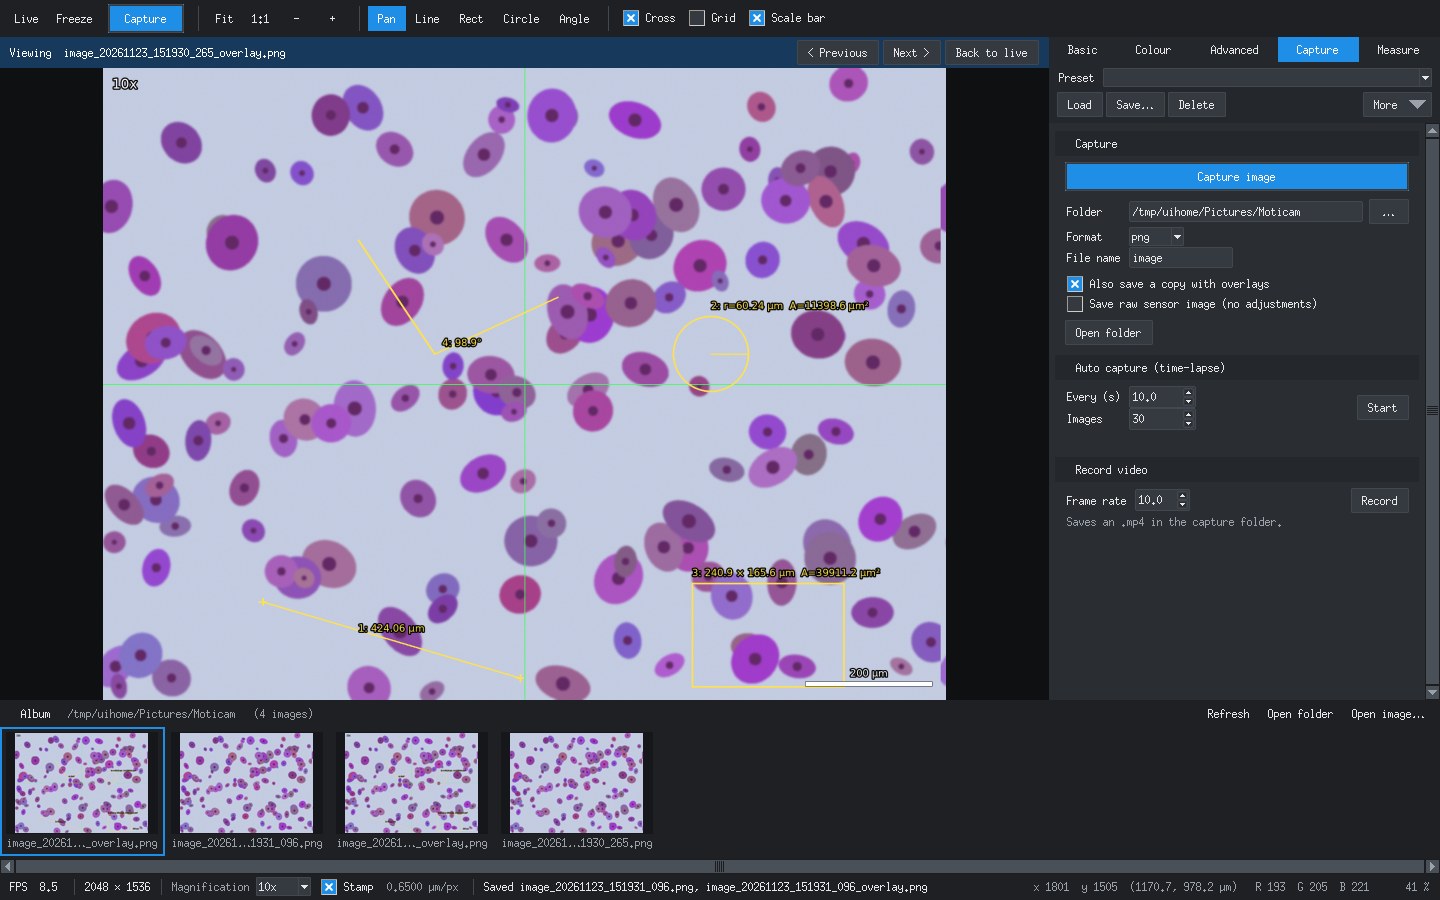 Live Freeze Capture Fit 1:1 - + Pan Line Rect Circle Angle Cross Grid Scale bar
Viewing image_20261123_151930_265_overlay.png < Previous Next > Back to live
Basic Colour Advanced Capture Measure
Preset
Load Save... Delete More
Capture
Capture image
Folder /tmp/uihome/Pictures/Moticam ...
Format png
File name image
Also save a copy with overlays
Save raw sensor image (no adjustments)
Open folder
Auto capture (time-lapse)
Every (s) 10.0
Images 30
Start
Record video
Frame rate 10.0 Record
Saves an .mp4 in the capture folder.
10x
2: r=60.24 µm A=11398.6 µm²
4: 98.9°
3: 240.9 × 165.6 µm A=39911.2 µm²
1: 424.06 µm
200 µm
Album /tmp/uihome/Pictures/Moticam (4 images) Refresh Open folder Open image...
image_20261..._overlay.png image_20261...1931_096.png image_20261..._overlay.png image_20261...1930_265.png
FPS 8.5 2048 × 1536 Magnification 10x Stamp 0.6500 µm/px Saved image_20261123_151931_096.png, image_20261123_151931_096_overlay.png x 1801 y 1505 (1170.7, 978.2 µm) R 193 G 205 B 221 41 %